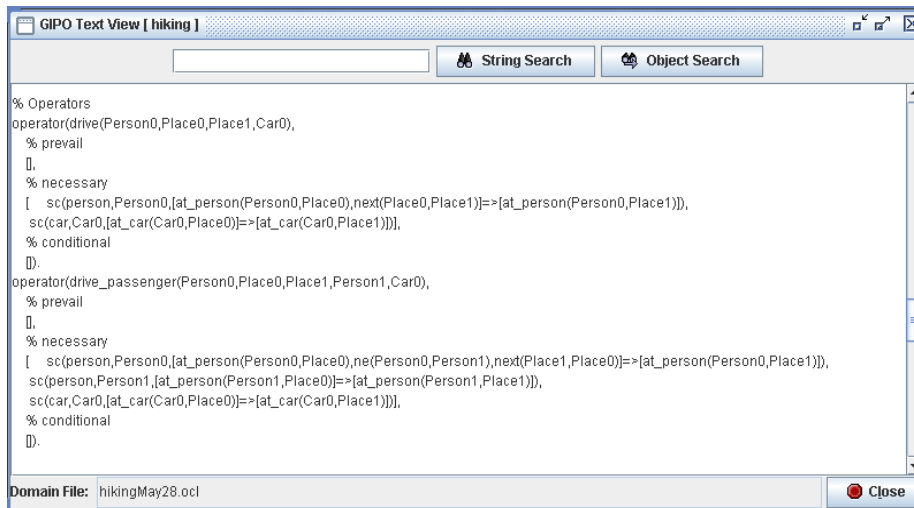 GIPO Text View [ hiking ]
String Search
Object Search
% Operators
operator(drive(Person0,Place0,Place1,Car0),
% prevail
[],
% necessary
[ sc(person,Person0,[at_person(Person0,Place0),next(Place0,Place1)]=>[at_person(Person0,Place1)]),
sc(car,Car0,[at_car(Car0,Place0)]=>[at_car(Car0,Place1)])],
% conditional
[]).
operator(drive_passenger(Person0,Place0,Place1,Person1,Car0),
% prevail
[],
% necessary
[ sc(person,Person0,[at_person(Person0,Place0),ne(Person0,Person1),next(Place1,Place0)]=>[at_person(Person0,Place1)]),
sc(person,Person1,[at_person(Person1,Place0)]=>[at_person(Person1,Place1)]),
sc(car,Car0,[at_car(Car0,Place0)]=>[at_car(Car0,Place1)])],
% conditional
[]).
Domain File: hikingMay28.ocl
Close